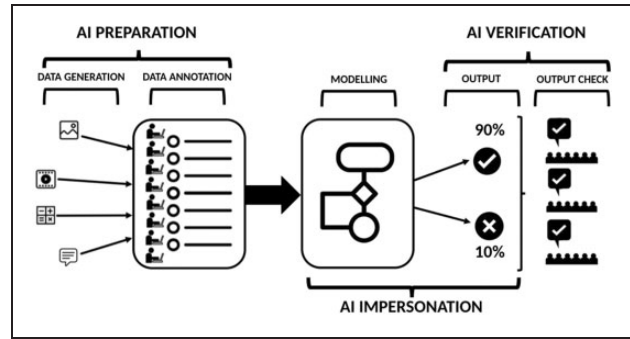 AI PREPARATION
AI VERIFICATION
DATA GENERATION
DATA ANNOTATION
MODELLING
OUTPUT
OUTPUT CHECK
90%
10%
AI IMPERSONATION